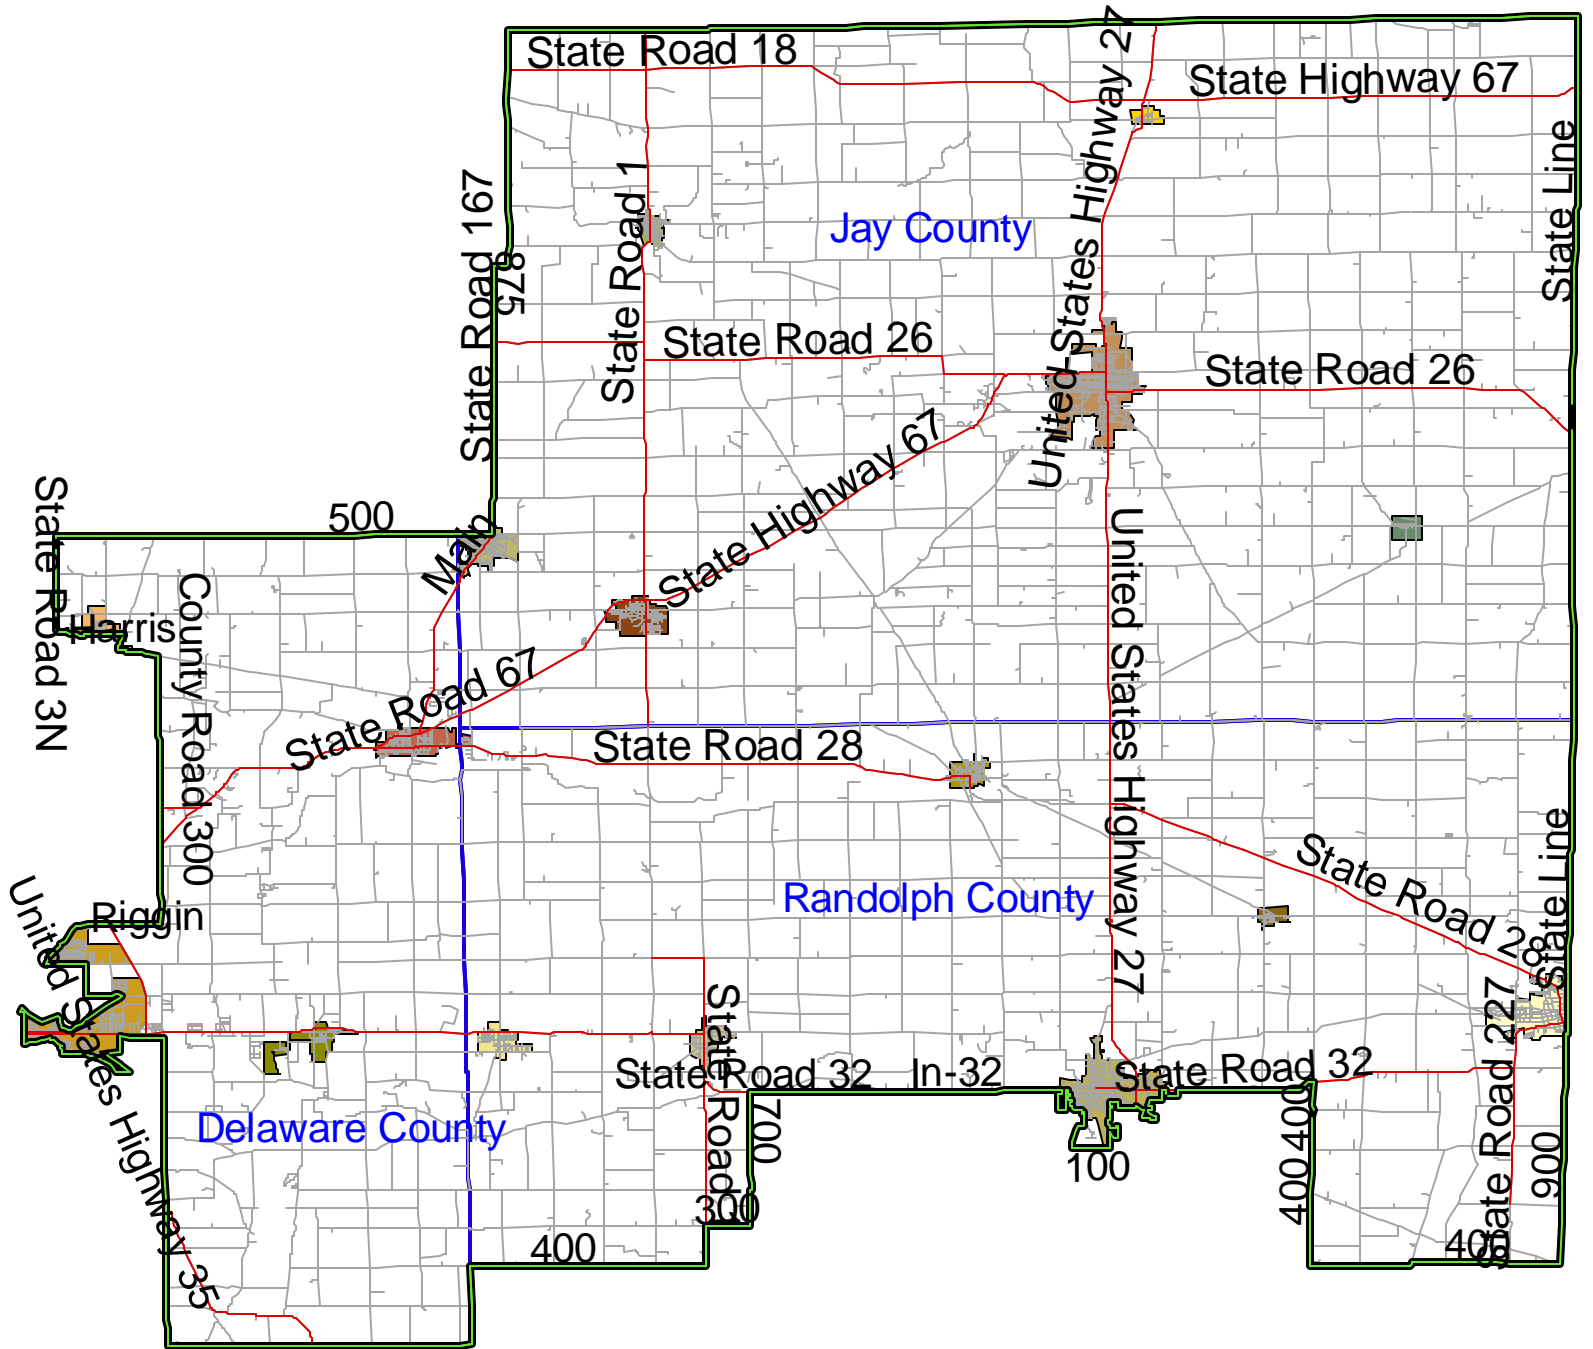 State Road 18
United States Highway 27
State Highway 67
State Line
State Road 167
875
State Road 1
Jay County
State Road 26
State Road 26
State Highway 67
United States Highway 27
State Road 3N
500
Main
Harris
County Road 300
State Road 67
State Road 28
Randolph County
State Road 28
State Line
Riggin
United States Highway 35
State Road 1
State Road 32
In-32
State Road 32
State Road 227
Delaware County
700
100
400
400
900
300
400
400